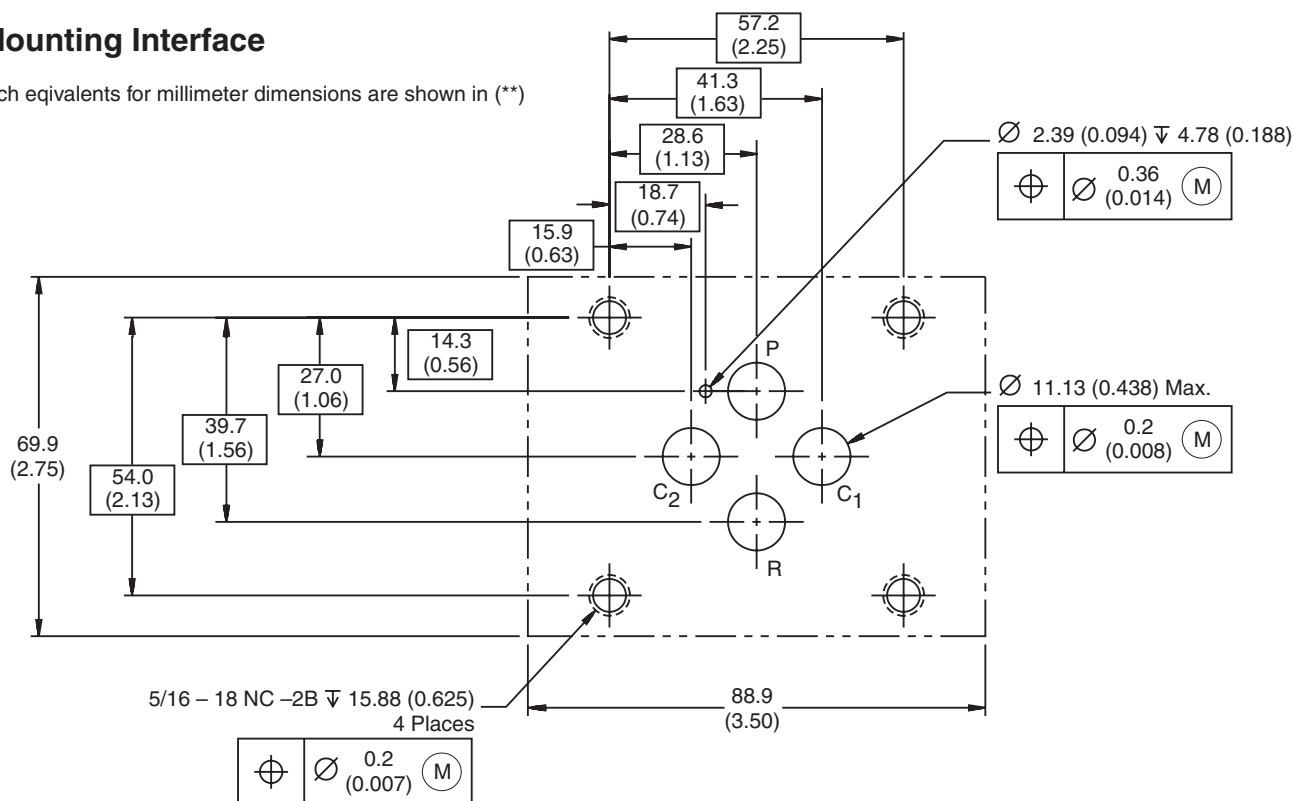 ounting Interface
ch eqivalents for millimeter dimensions are shown in (**)
57.2
(2.25)
41.3
(1.63)
28.6
(1.13)
18.7
(0.74)
15.9
(0.63)
⌀ 2.39 (0.094) ↧ 4.78 (0.188)
⌖ ⌀ 0.36 (M)
(0.014)
14.3
(0.56)
27.0
(1.06)
39.7
(1.56)
54.0
(2.13)
69.9
(2.75)
P
C2
C1
R
⌀ 11.13 (0.438) Max.
⌖ ⌀ 0.2 (M)
(0.008)
5/16 – 18 NC –2B ↧ 15.88 (0.625)
4 Places
⌖ ⌀ 0.2 (M)
(0.007)
88.9
(3.50)